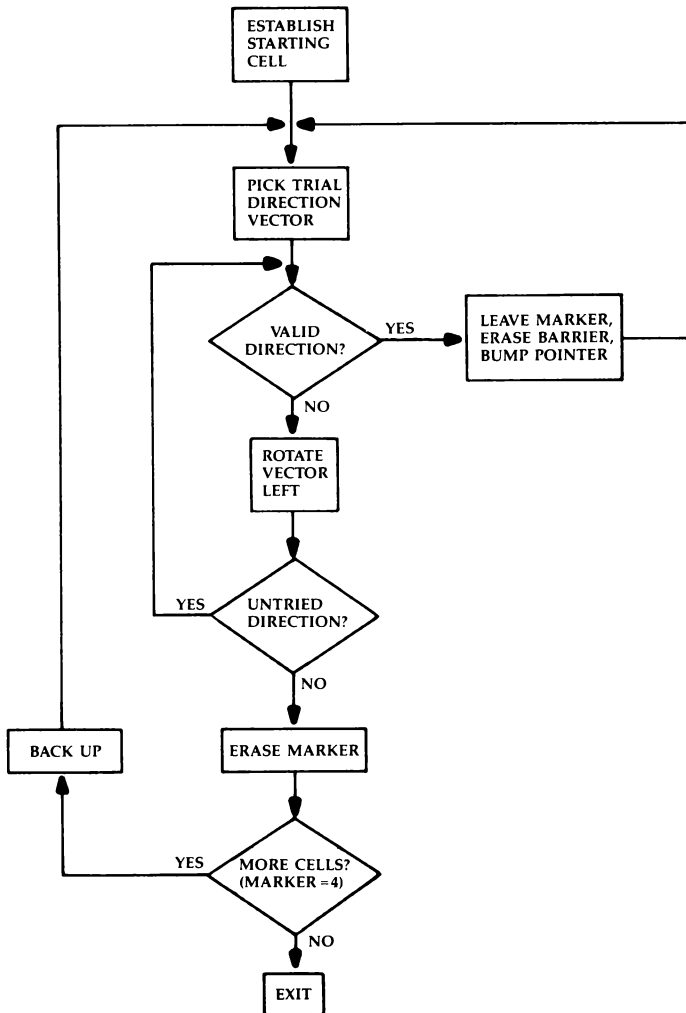 ESTABLISH
STARTING
CELL
PICK TRIAL
DIRECTION
VECTOR
VALID
DIRECTION?
YES
LEAVE MARKER,
ERASE BARRIER,
BUMP POINTER
NO
ROTATE
VECTOR
LEFT
YES
UNTRIED
DIRECTION?
NO
BACK UP
ERASE MARKER
YES
MORE CELLS?
(MARKER=4)
NO
EXIT